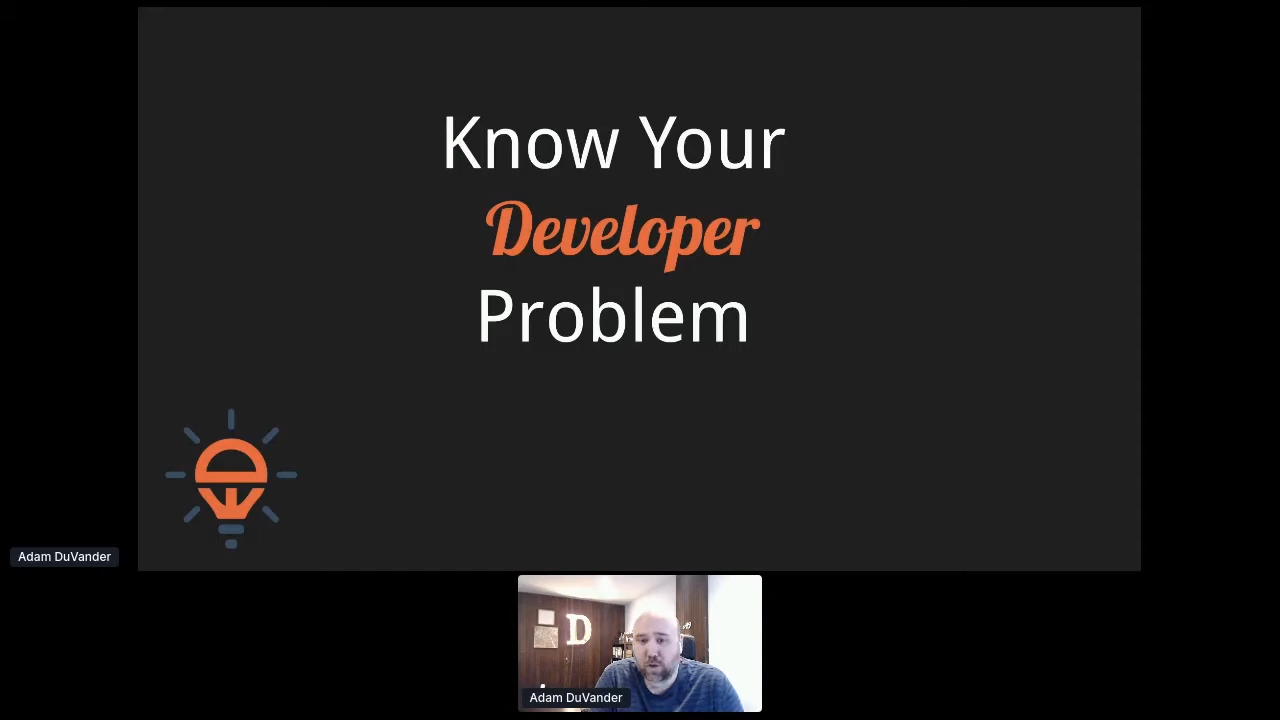 Know Your
Developer
Problem
Adam DuVander
D
Adam DuVander